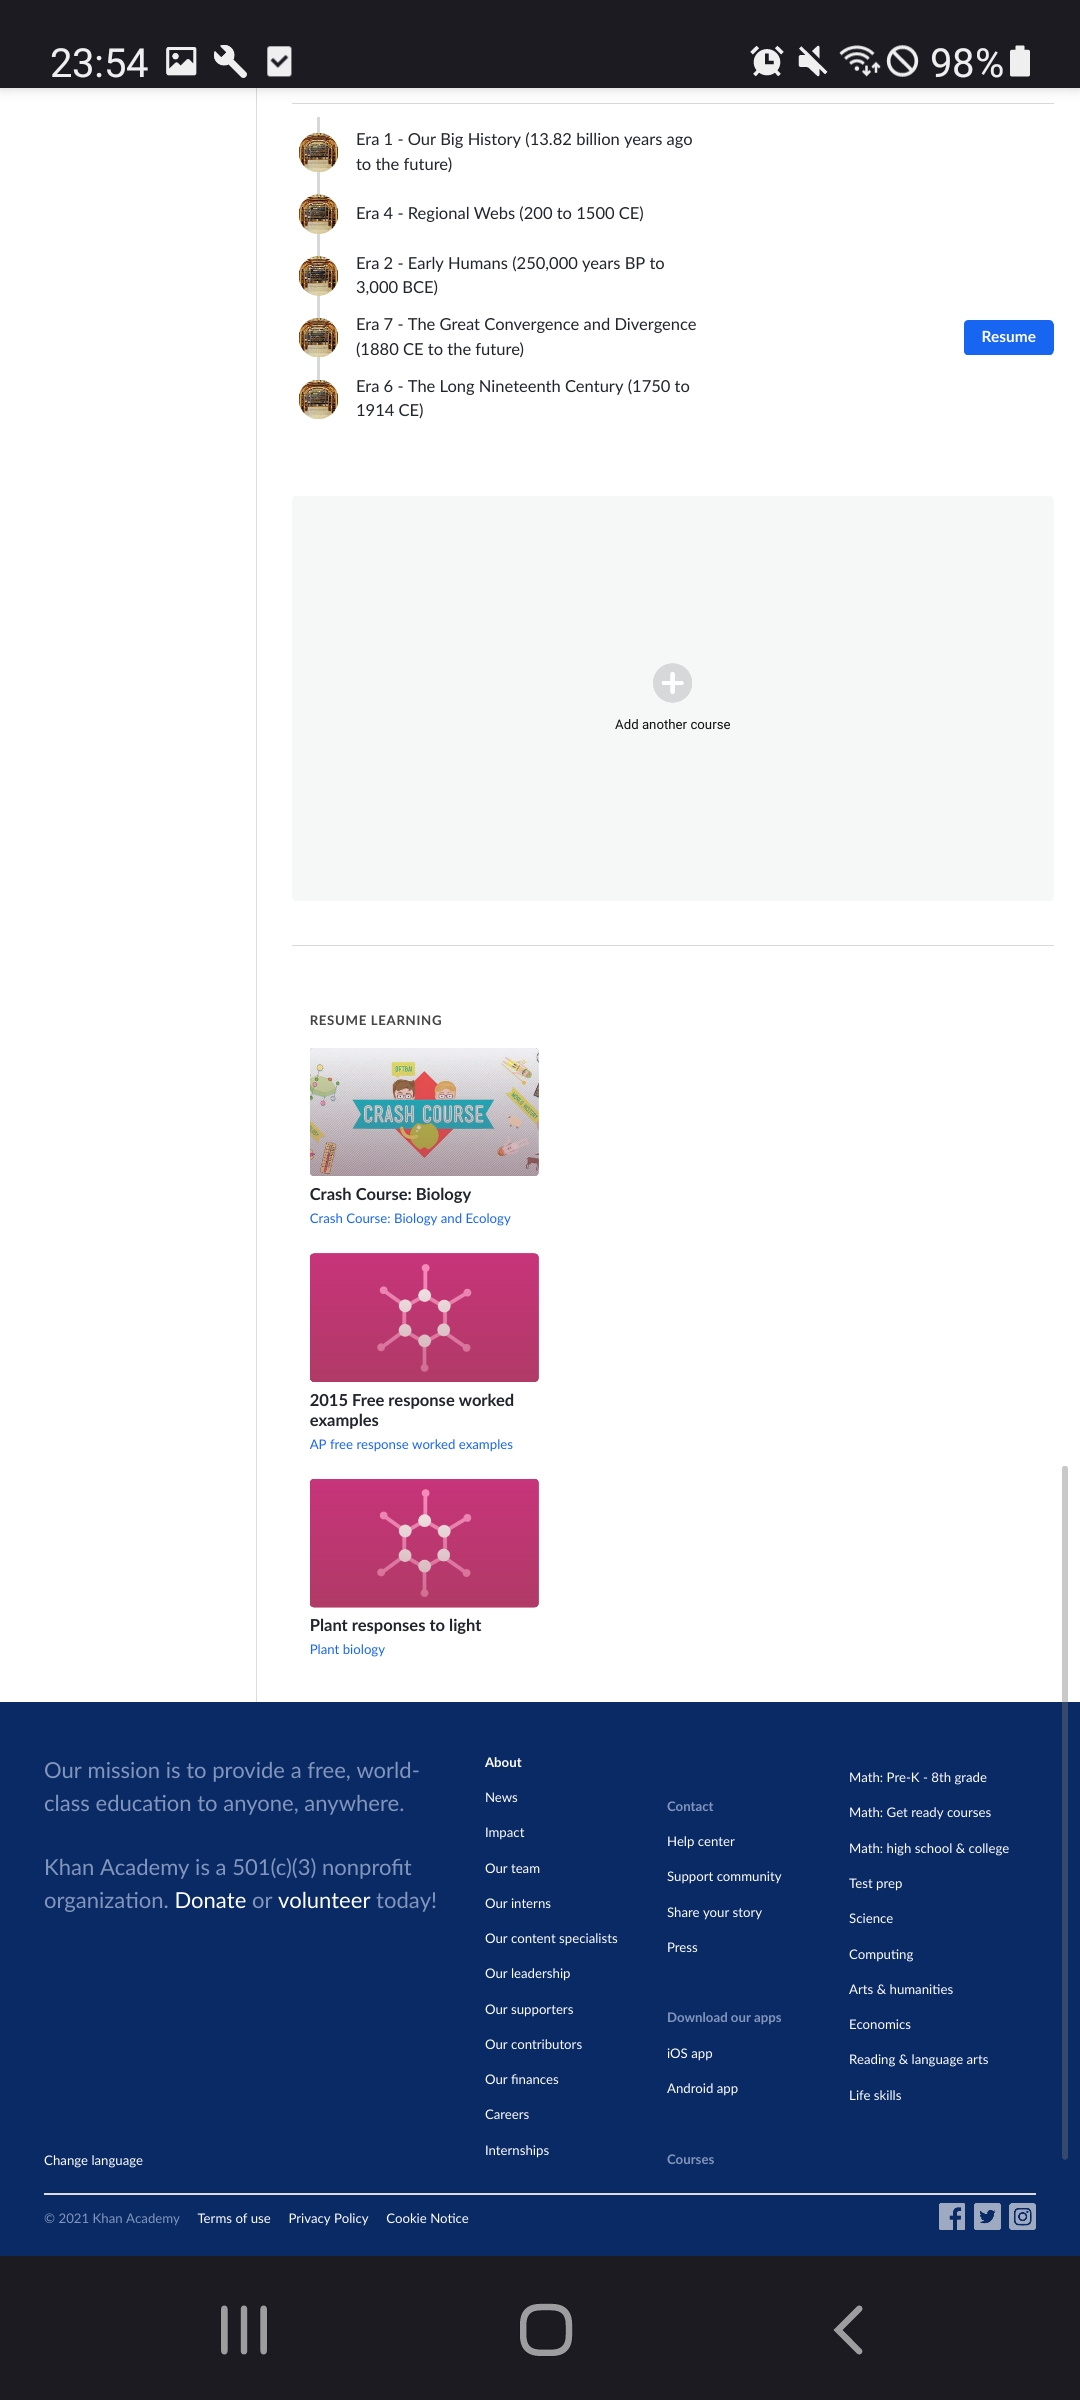 23:54
98%
Era 1 - Our Big History (13.82 billion years ago
to the future)
Era 4 - Regional Webs (200 to 1500 CE)
Era 2 - Early Humans (250,000 years BP to
3,000 BCE)
Era 7 - The Great Convergence and Divergence
(1880 CE to the future)
Resume
Era 6 - The Long Nineteenth Century (1750 to
1914 CE)
Add another course
RESUME LEARNING
CRASH COURSE
Crash Course: Biology
Crash Course: Biology and Ecology
2015 Free response worked
examples
AP free response worked examples
Plant responses to light
Plant biology
Our mission is to provide a free, world-
class education to anyone, anywhere.
Khan Academy is a 501(c)(3) nonprofit
organization. Donate or volunteer today!
Change language
About
News
Impact
Our team
Our interns
Our content specialists
Our leadership
Our supporters
Our contributors
Our finances
Careers
Internships
Contact
Help center
Support community
Share your story
Press
Download our apps
iOS app
Android app
Courses
Math: Pre-K - 8th grade
Math: Get ready courses
Math: high school & college
Test prep
Science
Computing
Arts & humanities
Economics
Reading & language arts
Life skills
© 2021 Khan Academy Terms of use Privacy Policy Cookie Notice